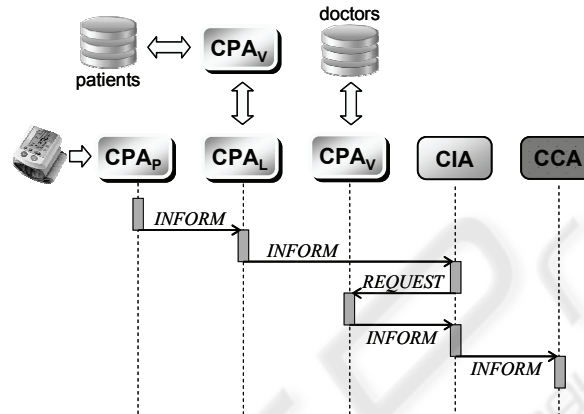 doctors
CPAV
patients
CPAP CPAL CPAV CIA CCA
INFORM
INFORM
REQUEST
INFORM
INFORM